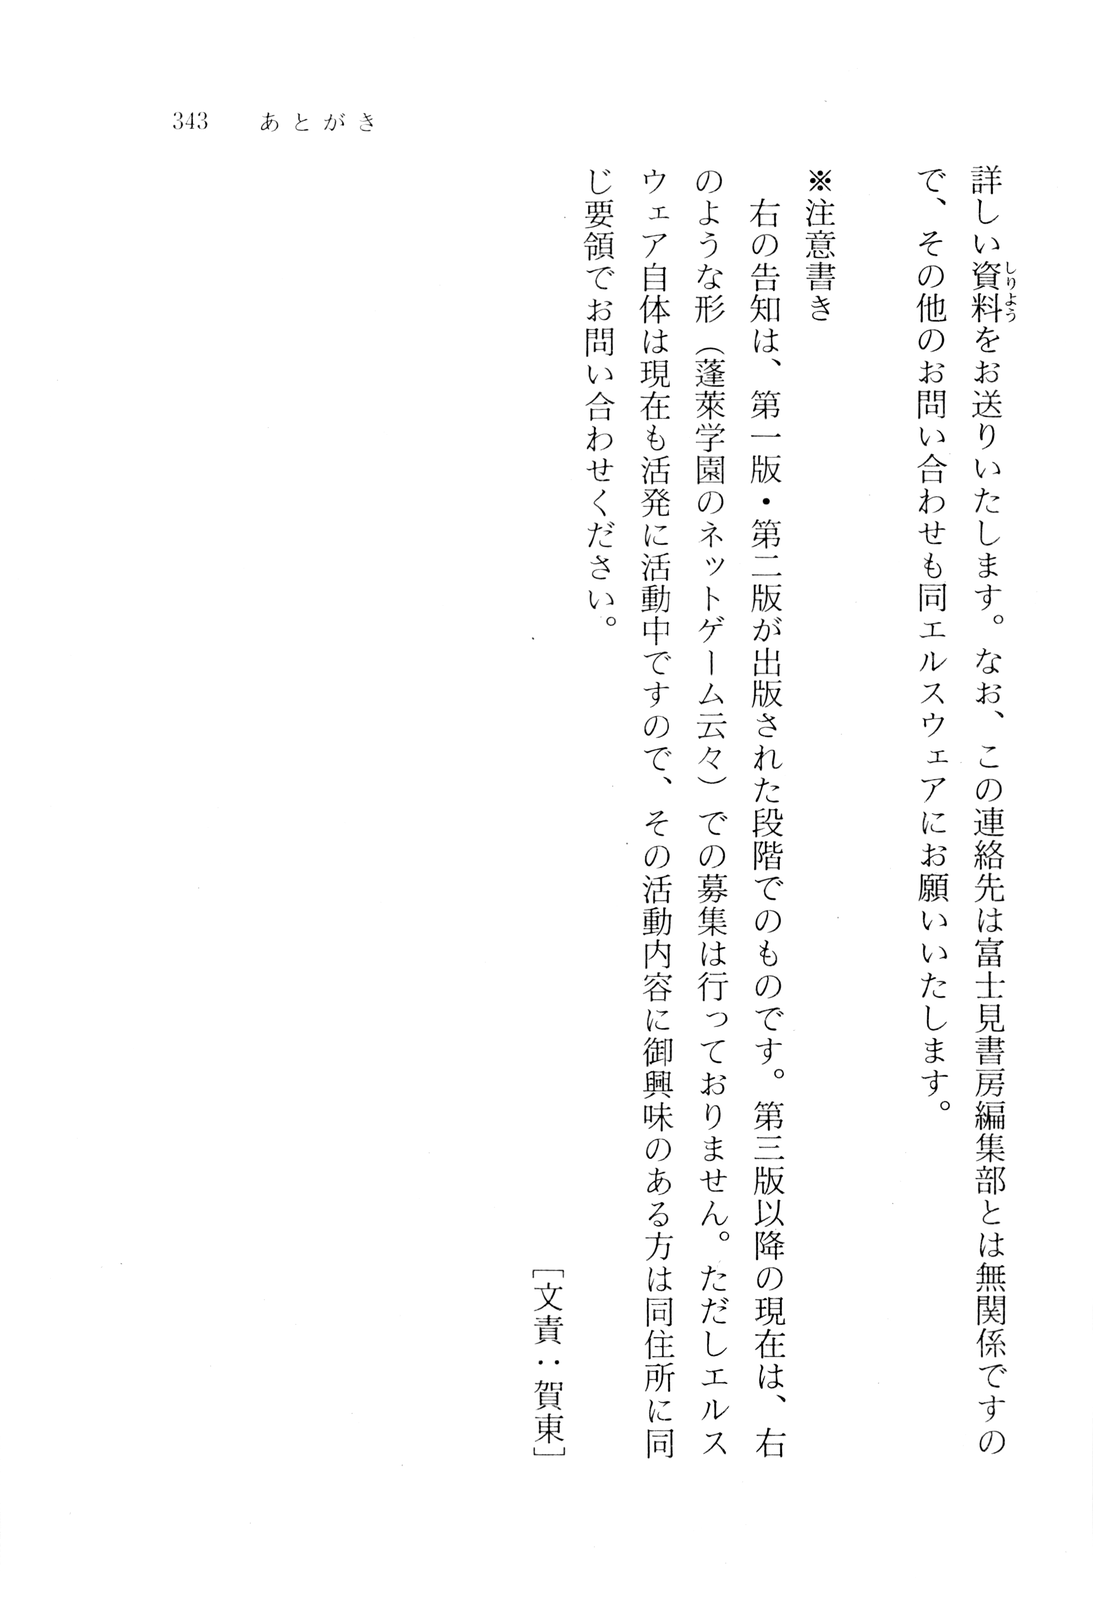 343　あとがき
詳しい資料をお送りいたします。なお、この連絡先は富士見書房編集部とは無関係ですの
しりよう
で、その他のお問い合わせも同エルスウェアにお願いいたします。
※注意書き
　右の告知は、第一版・第二版が出版された段階でのものです。第三版以降の現在は、右
のような形（蓬萊学園のネットゲーム云々）での募集は行っておりません。ただしエルス
ウェア自体は現在も活発に活動中ですので、その活動内容に御興味のある方は同住所に同
じ要領でお問い合わせください。
［文責：賀東］